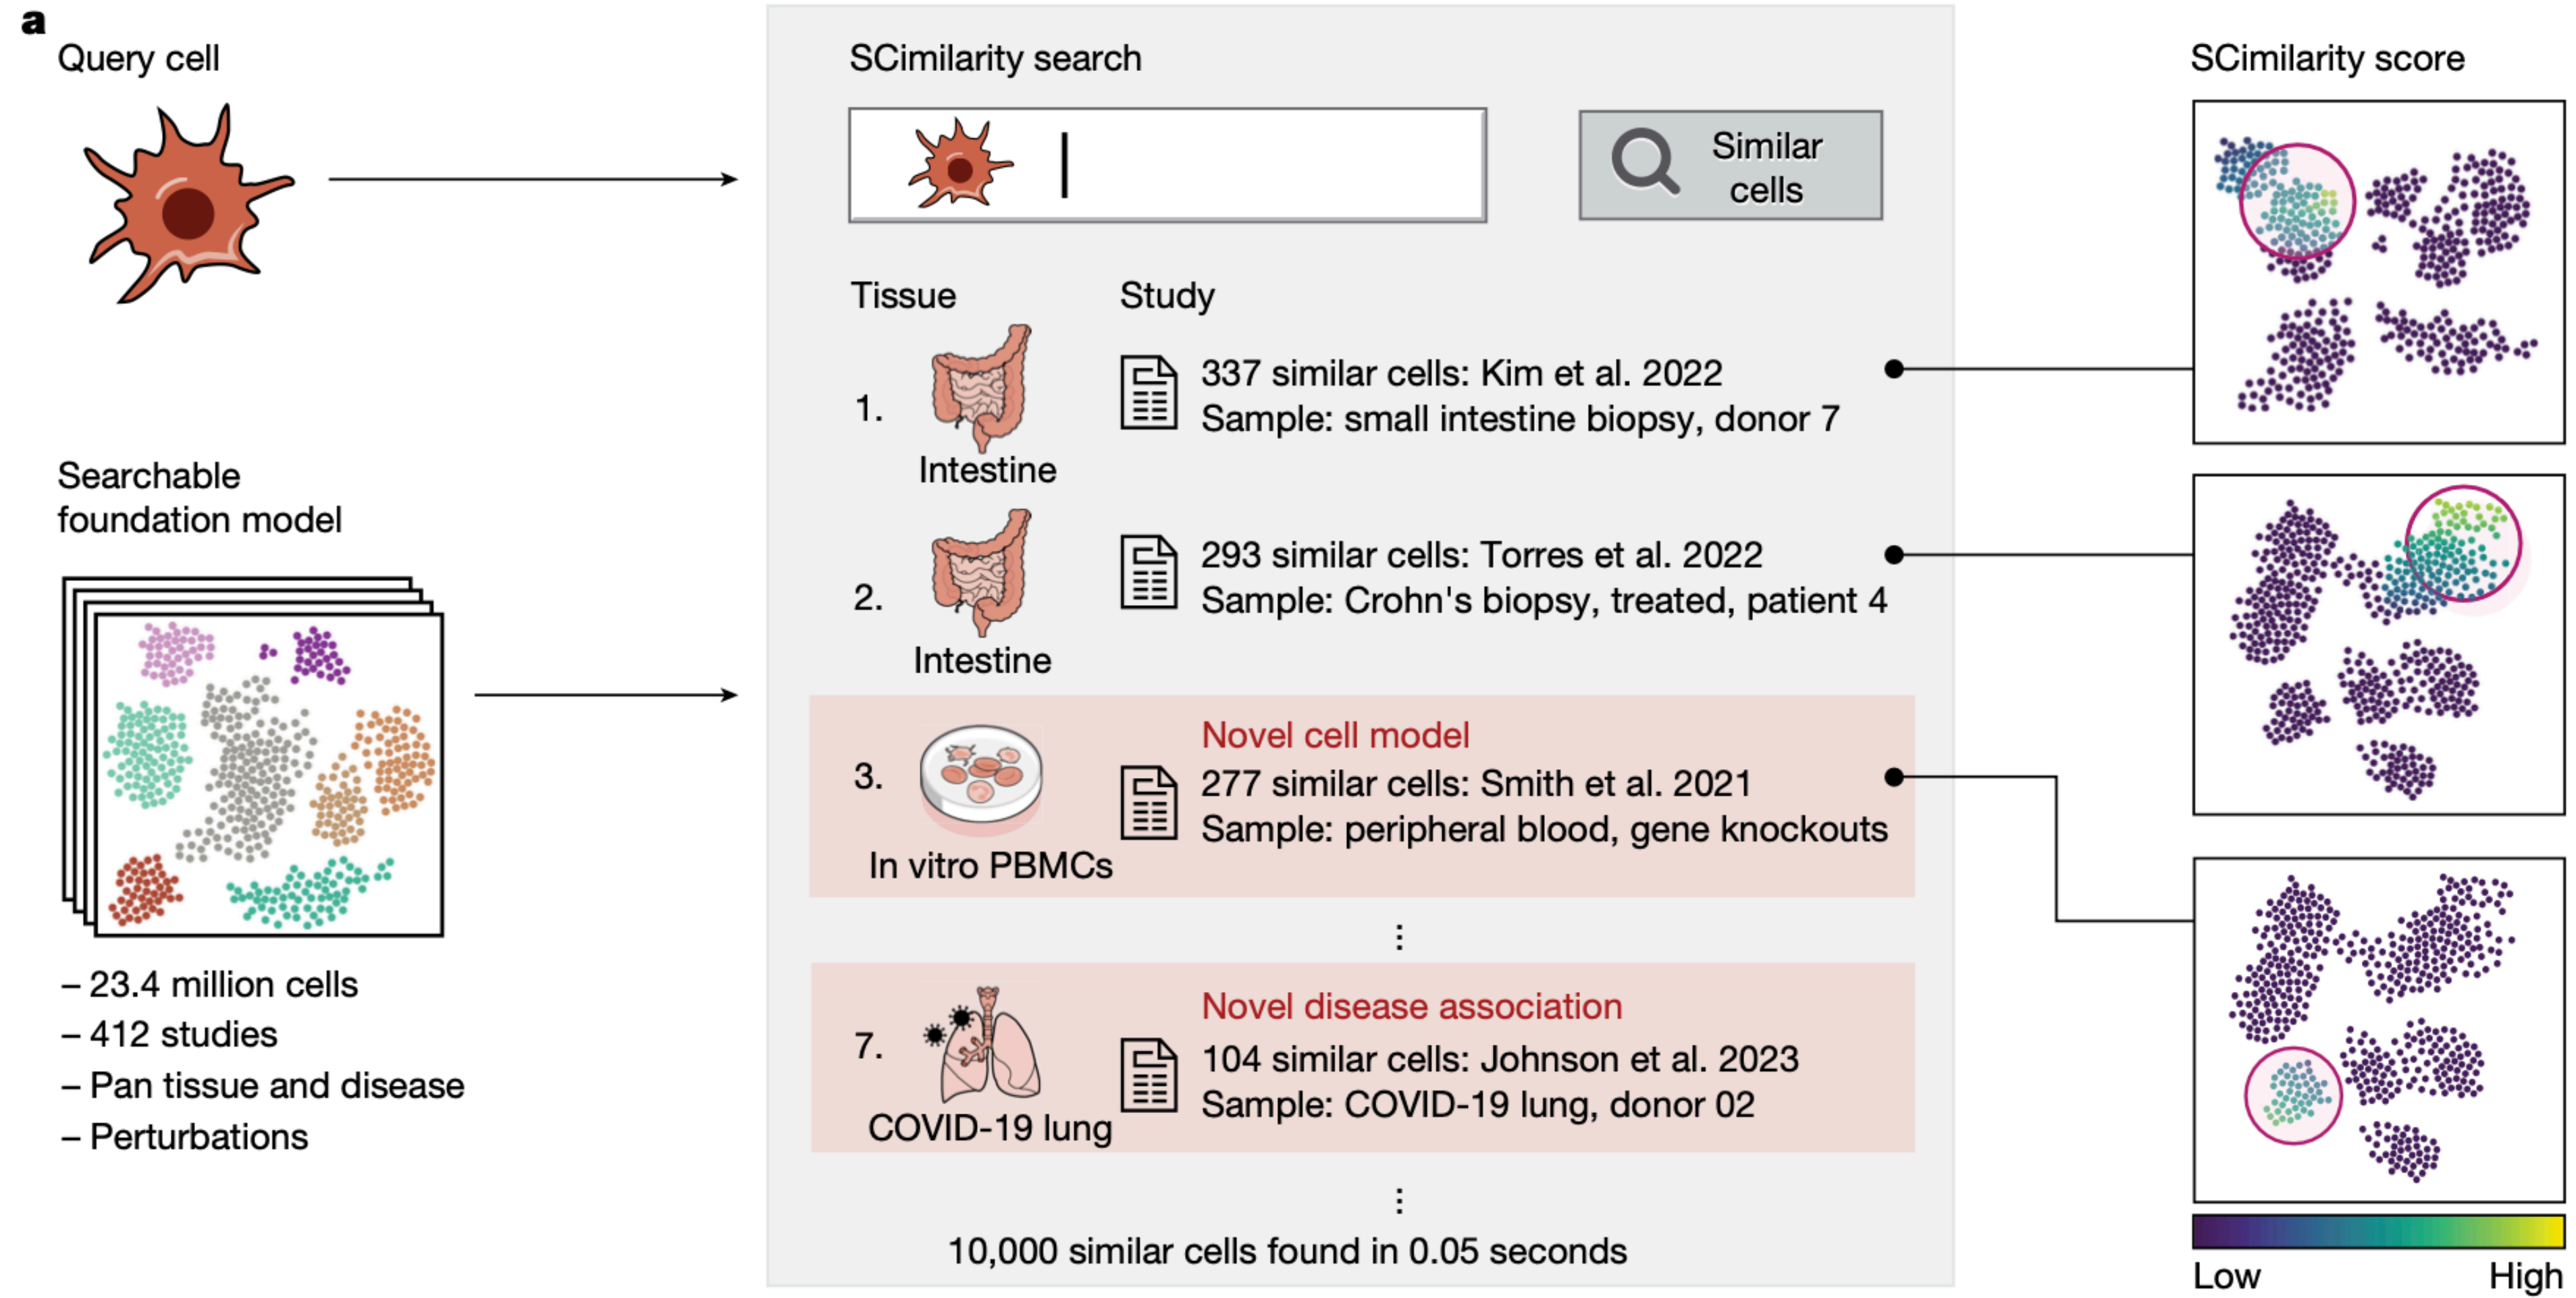 a
Query cell
Searchable
foundation model
– 23.4 million cells
– 412 studies
– Pan tissue and disease
– Perturbations
SCimilarity search
Similar
cells
Tissue
Study
1.
Intestine
337 similar cells: Kim et al. 2022
Sample: small intestine biopsy, donor 7
2.
Intestine
293 similar cells: Torres et al. 2022
Sample: Crohn's biopsy, treated, patient 4
3.
In vitro PBMCs
Novel cell model
277 similar cells: Smith et al. 2021
Sample: peripheral blood, gene knockouts
⋮
7.
COVID-19 lung
Novel disease association
104 similar cells: Johnson et al. 2023
Sample: COVID-19 lung, donor 02
⋮
10,000 similar cells found in 0.05 seconds
SCimilarity score
Low
High